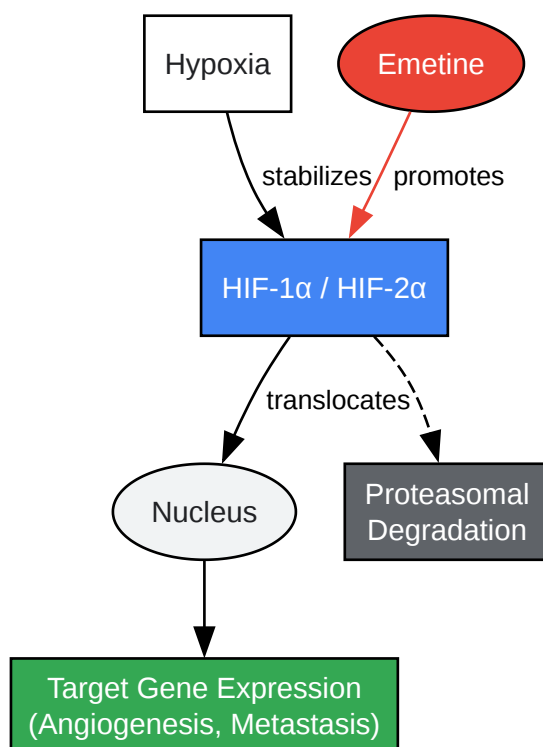 Hypoxia
Emetine
stabilizes
promotes
HIF-1α / HIF-2α
translocates
Nucleus
Proteasomal
Degradation
Target Gene Expression
(Angiogenesis, Metastasis)